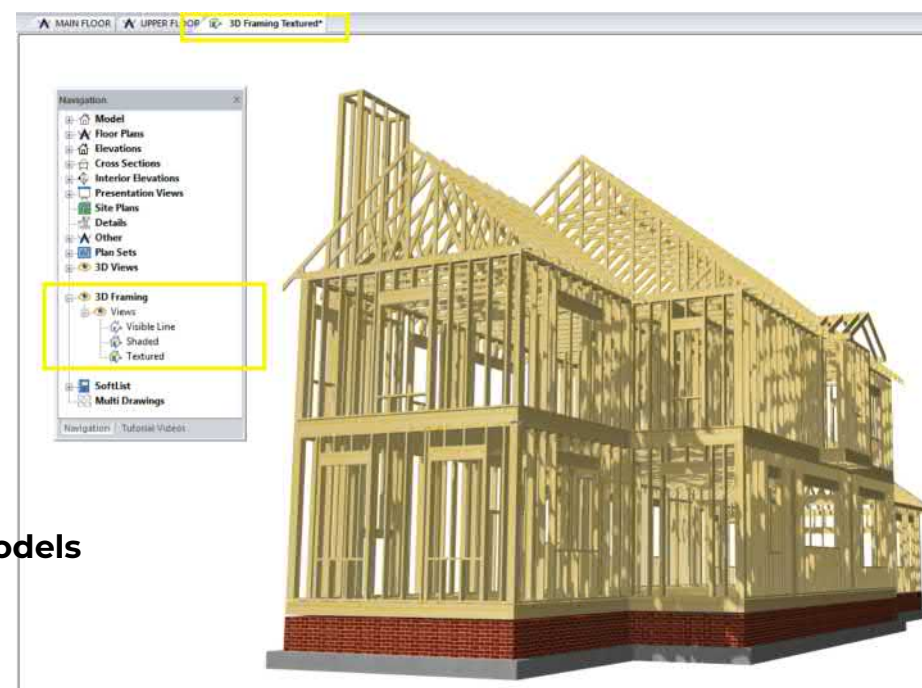 MAIN FLOOR UPPER FLOOR 3D Framing Textured*
Navigation ×
Model
Floor Plans
Elevations
Cross Sections
Interior Elevations
Presentation Views
Site Plans
Details
Other
Plan Sets
3D Views
3D Framing
Views
Visible Line
Shaded
Textured
SoftList
Multi Drawings
Navigation Tutorial Videos
odels